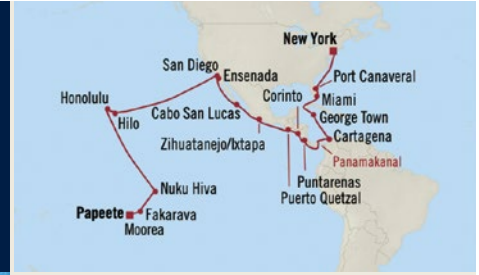 New York
San Diego
Ensenada
Port Canaveral
Honolulu
Corinto
Miami
Hilo
Cabo San Lucas
George Town
Zihuatanejo/Ixtapa
Cartagena
Panamakanal
Nuku Hiva
Puntarenas
Puerto Quetzal
Papeete
Fakarava
Moorea